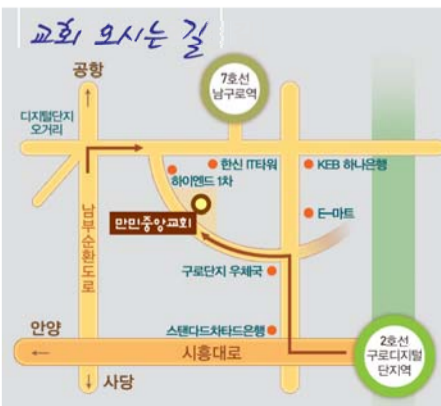 교회 오시는 길
공항
7호선
남구로역
디지털단지
오거리
한신 IT타워
KEB 하나은행
하이엔드 1차
E-마트
만민중앙교회
남부순환도로
구로단지 우체국
스탠다드차타드은행
안양
시흥대로
2호선
구로디지털
단지역
사당